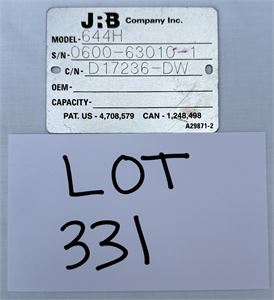 JRB Company Inc.
MODEL- 644H
S/N- 0600-63010-1
C/N- D17236-DW
OEM-
CAPACITY-
PAT. US - 4,708,579 CAN - 1,248,498
A29871-2
LOT
331